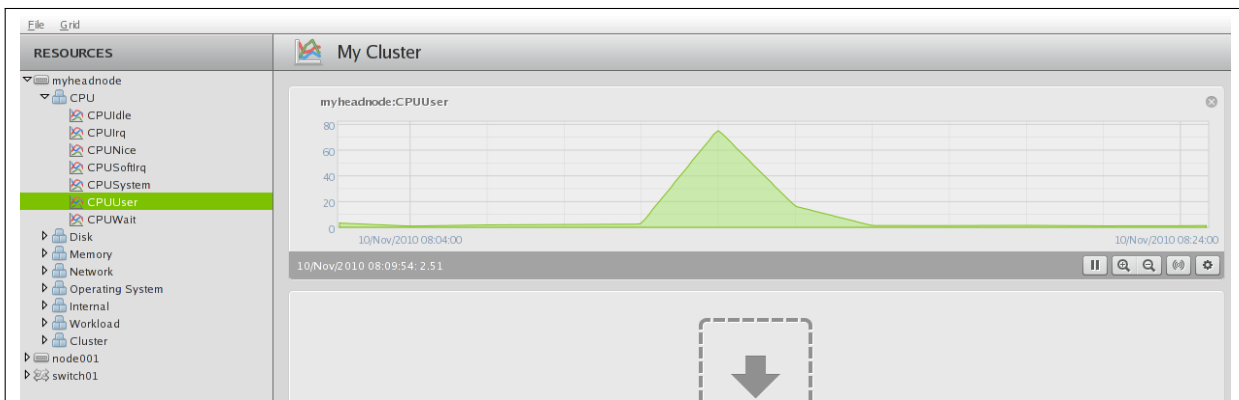 File Grid
RESOURCES
My Cluster
myheadnode
CPU
CPUIdle
CPUIrq
CPUNice
CPUSoftIrq
CPUSystem
CPUUser
CPUWait
Disk
Memory
Network
Operating System
Internal
Workload
Cluster
node001
switch01
myheadnode:CPUUser
80
60
40
20
0
10/Nov/2010 08:04:00
10/Nov/2010 08:24:00
10/Nov/2010 08:09:54: 2.51